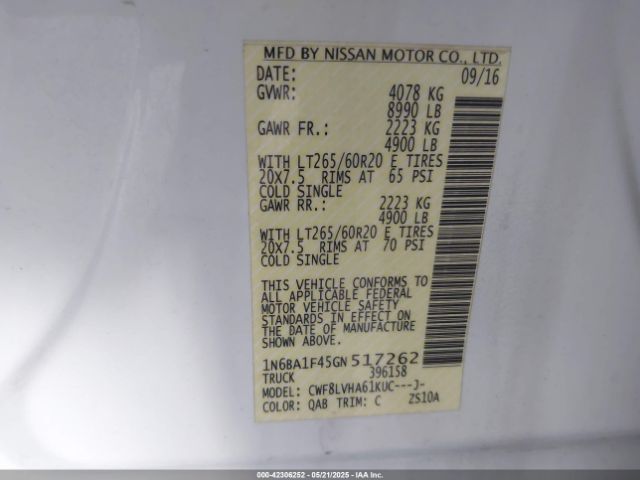 MFD BY NISSAN MOTOR CO., LTD.
DATE: 09/16
GVWR: 4078 KG
8990 LB
GAWR FR.: 2223 KG
4900 LB
WITH LT265/60R20 E TIRES
20X7.5 RIMS AT 65 PSI
COLD SINGLE
GAWR RR.: 2223 KG
4900 LB
WITH LT265/60R20 E TIRES
20X7.5 RIMS AT 70 PSI
COLD SINGLE
THIS VEHICLE CONFORMS TO
ALL APPLICABLE FEDERAL
MOTOR VEHICLE SAFETY
STANDARDS IN EFFECT ON
THE DATE OF MANUFACTURE
SHOWN ABOVE.
1N6BA1F45GN517262
TRUCK 396158
MODEL: CWF8LVHA61KUC---J-
COLOR: QAB TRIM: C ZS10A
000-42306252 — 05/21/2025 — IAA Inc.